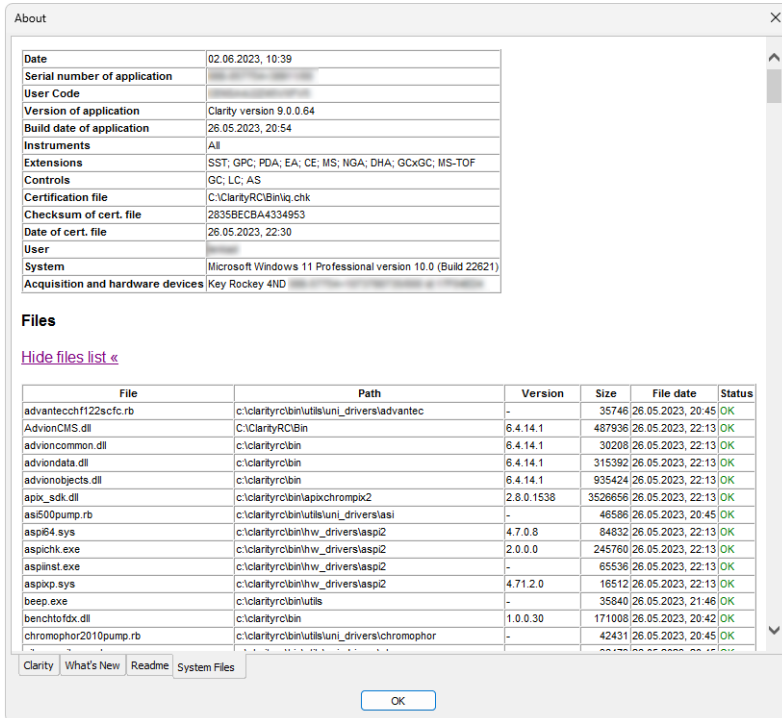 About
Date 02.06.2023, 10:39
Serial number of application
User Code
Version of application Clarity version 9.0.0.64
Build date of application 26.05.2023, 20:54
Instruments All
Extensions SST; GPC; PDA; EA; CE; MS; NGA; DHA; GCxGC; MS-TOF
Controls GC; LC; AS
Certification file C:\ClarityRC\Bin\iq.chk
Checksum of cert. file 2835BECBA4334953
Date of cert. file 26.05.2023, 22:30
User
System Microsoft Windows 11 Professional version 10.0 (Build 22621)
Acquisition and hardware devices Key Rockey 4ND
Files
Hide files list «
File Path Version Size File date Status
advantecchf122scfc.rb c:\clarityrc\bin\utils\uni_drivers\advantec - 35746 26.05.2023, 20:45 OK
AdvionCMS.dll C:\ClarityRC\Bin 6.4.14.1 487936 26.05.2023, 22:13 OK
advioncommon.dll c:\clarityrc\bin 6.4.14.1 30208 26.05.2023, 22:13 OK
adviondata.dll c:\clarityrc\bin 6.4.14.1 315392 26.05.2023, 22:13 OK
advionobjects.dll c:\clarityrc\bin 6.4.14.1 935424 26.05.2023, 22:13 OK
apix_sdk.dll c:\clarityrc\bin\apixchrompix2 2.8.0.1538 3526656 26.05.2023, 22:13 OK
asi500pump.rb c:\clarityrc\bin\utils\uni_drivers\asi - 46586 26.05.2023, 20:45 OK
aspi64.sys c:\clarityrc\bin\hw_drivers\aspi2 4.7.0.8 84832 26.05.2023, 22:13 OK
aspichk.exe c:\clarityrc\bin\hw_drivers\aspi2 2.0.0.0 245760 26.05.2023, 22:13 OK
aspiinst.exe c:\clarityrc\bin\hw_drivers\aspi2 - 65536 26.05.2023, 22:13 OK
aspixp.sys c:\clarityrc\bin\hw_drivers\aspi2 4.71.2.0 16512 26.05.2023, 22:13 OK
beep.exe c:\clarityrc\bin\utils - 35840 26.05.2023, 21:46 OK
benchtofdx.dll c:\clarityrc\bin 1.0.0.30 171008 26.05.2023, 20:42 OK
chromophor2010pump.rb c:\clarityrc\bin\utils\uni_drivers\chromophor - 42431 26.05.2023, 20:45 OK
Clarity What's New Readme System Files
OK